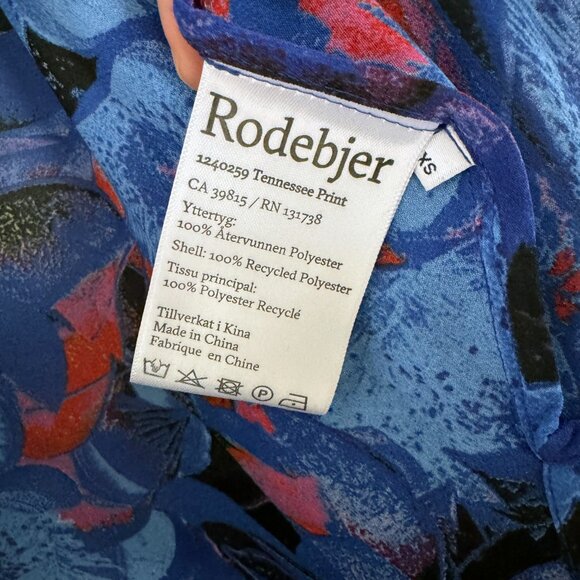 Rodebjer
XS
1240259 Tennessee Print
CA 39815 / RN 131738
Yttertyg:
100% Återvunnen Polyester
Shell: 100% Recycled Polyester
Tissu principal:
100% Polyester Recyclé
Tillverkat i Kina
Made in China
Fabrique en Chine
P